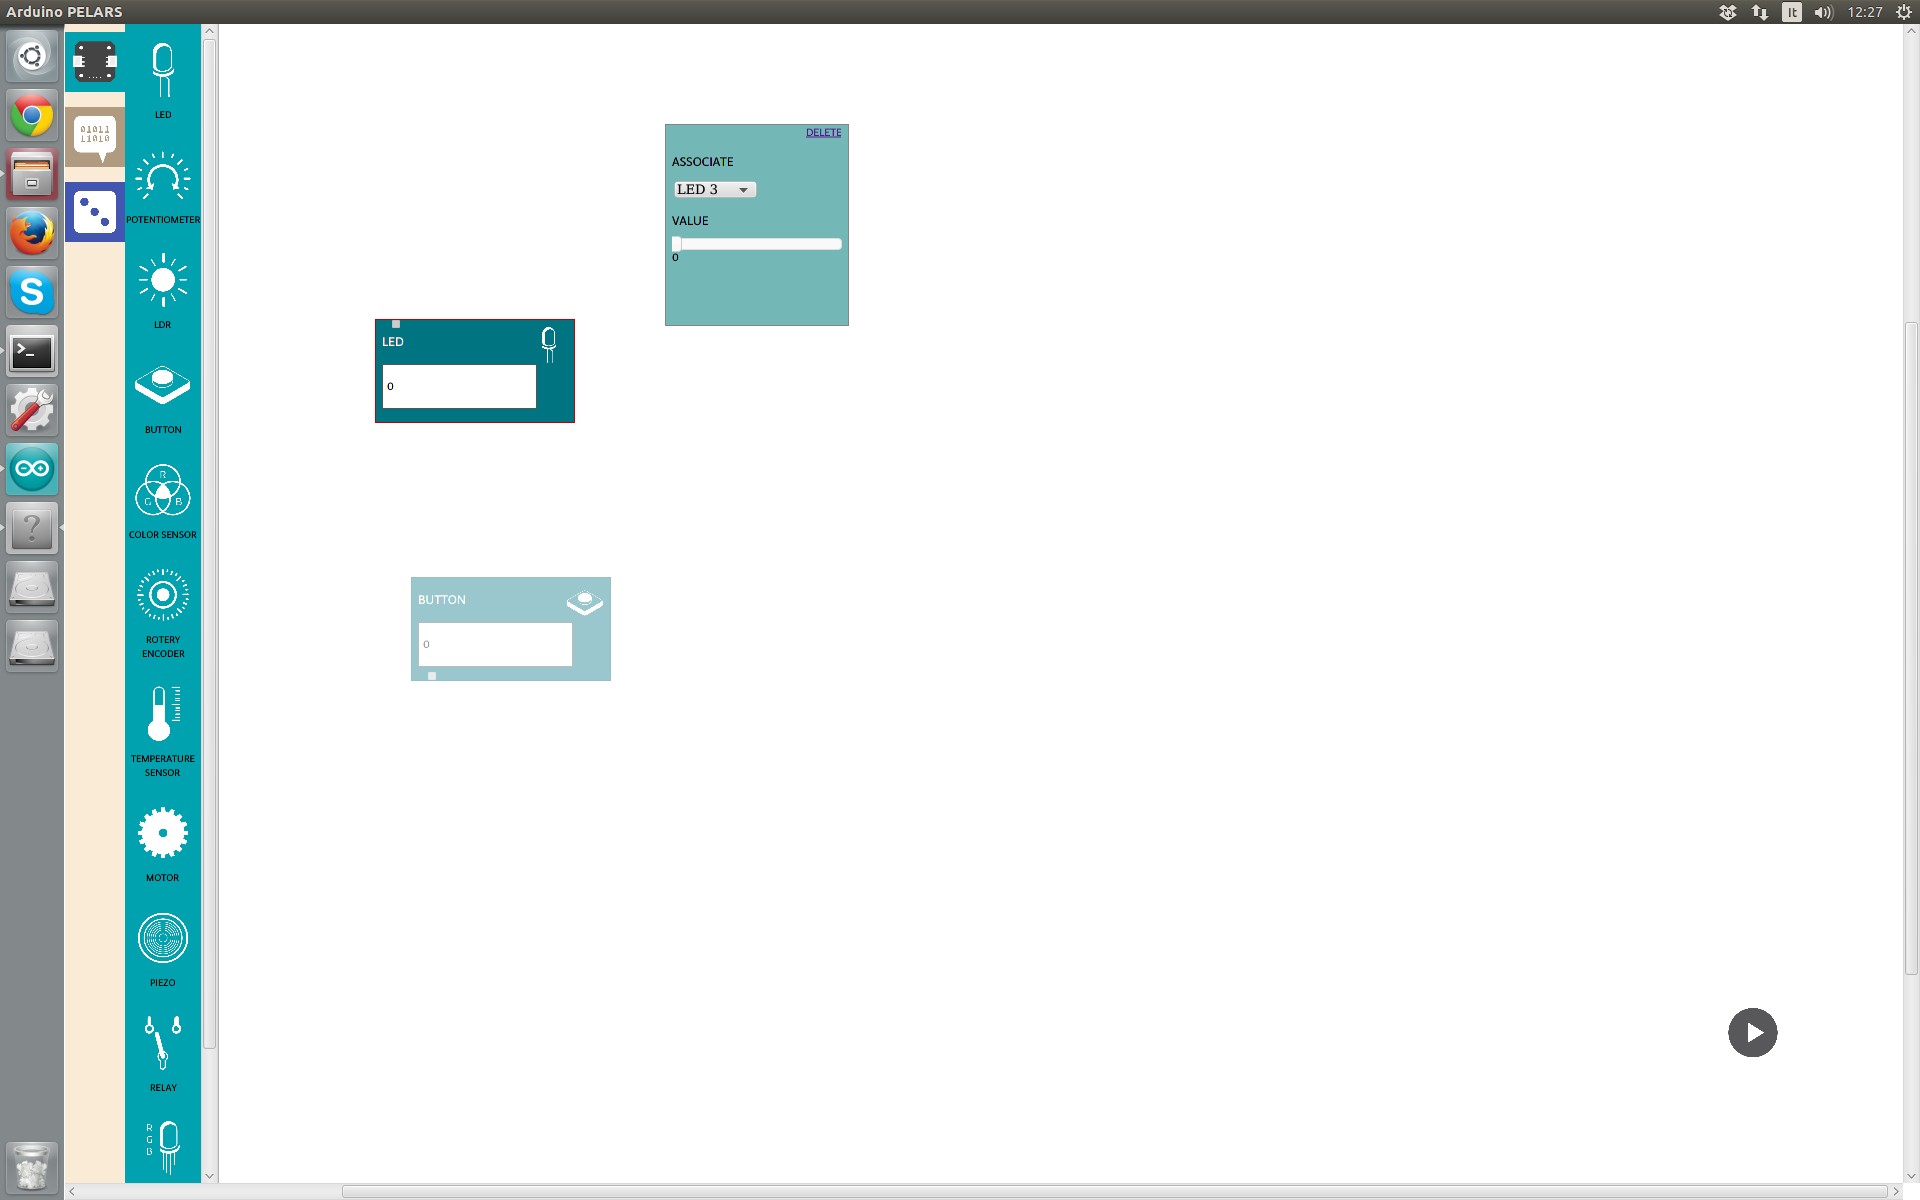 Arduino PELARS
It
12:27
01011
11010
LED
POTENTIOMETER
LDR
BUTTON
R
G B
COLOR SENSOR
ROTERY
ENCODER
TEMPERATURE
SENSOR
MOTOR
PIEZO
RELAY
R
G
B
DELETE
ASSOCIATE
LED 3
VALUE
0
LED
0
BUTTON
0
S
>_
?